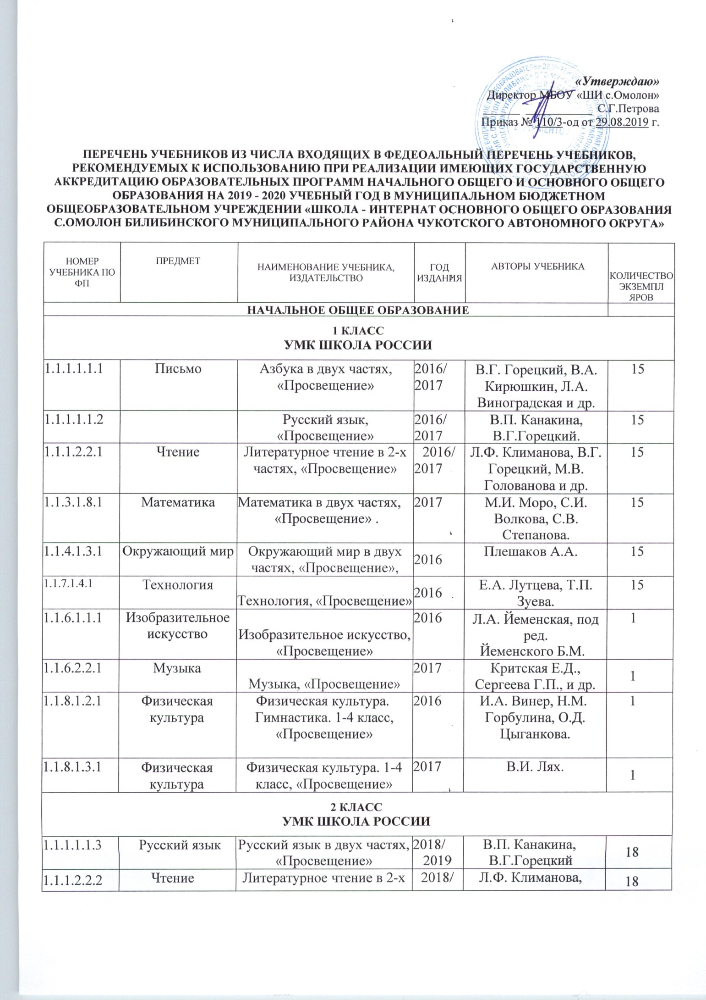 «Утверждаю»
Директор МБОУ «ШИ с.Омолон»
С.Г.Петрова
Приказ № 110/3-од от 29.08.2019 г.
ПЕРЕЧЕНЬ УЧЕБНИКОВ ИЗ ЧИСЛА ВХОДЯЩИХ В ФЕДЕОАЛЬНЫЙ ПЕРЕЧЕНЬ УЧЕБНИКОВ,
РЕКОМЕНДУЕМЫХ К ИСПОЛЬЗОВАНИЮ ПРИ РЕАЛИЗАЦИИ ИМЕЮЩИХ ГОСУДАРСТВЕННУЮ
АККРЕДИТАЦИЮ ОБРАЗОВАТЕЛЬНЫХ ПРОГРАММ НАЧАЛЬНОГО ОБЩЕГО И ОСНОВНОГО ОБЩЕГО
ОБРАЗОВАНИЯ НА 2019 - 2020 УЧЕБНЫЙ ГОД В МУНИЦИПАЛЬНОМ БЮДЖЕТНОМ
ОБЩЕОБРАЗОВАТЕЛЬНОМ УЧРЕЖДЕНИИ «ШКОЛА - ИНТЕРНАТ ОСНОВНОГО ОБЩЕГО ОБРАЗОВАНИЯ
С.ОМОЛОН БИЛИБИНСКОГО МУНИЦИПАЛЬНОГО РАЙОНА ЧУКОТСКОГО АВТОНОМНОГО ОКРУГА»
НОМЕР
УЧЕБНИКА ПО
ФП
ПРЕДМЕТ
НАИМЕНОВАНИЕ УЧЕБНИКА,
ИЗДАТЕЛЬСТВО
ГОД
ИЗДАНИЯ
АВТОРЫ УЧЕБНИКА
КОЛИЧЕСТВО
ЭКЗЕМПЛ
ЯРОВ
НАЧАЛЬНОЕ ОБЩЕЕ ОБРАЗОВАНИЕ
1 КЛАСС
УМК ШКОЛА РОССИИ
1.1.1.1.1.1
Письмо
Азбука в двух частях,
«Просвещение»
2016/
2017
В.Г. Горецкий, В.А.
Кирюшкин, Л.А.
Виноградская и др.
15
1.1.1.1.1.2
Русский язык,
«Просвещение»
2016/
2017
В.П. Канакина,
В.Г.Горецкий.
15
1.1.1.2.2.1
Чтение
Литературное чтение в 2-х
частях, «Просвещение»
2016/
2017
Л.Ф. Климанова, В.Г.
Горецкий, М.В.
Голованова и др.
15
1.1.3.1.8.1
Математика
Математика в двух частях,
«Просвещение» .
2017
М.И. Моро, С.И.
Волкова, С.В.
Степанова.
15
1.1.4.1.3.1
Окружающий мир
Окружающий мир в двух
частях, «Просвещение»,
2016
Плешаков А.А.
15
1.1.7.1.4.1
Технология
Технология, «Просвещение»
2016
Е.А. Лутцева, Т.П.
Зуева.
15
1.1.6.1.1.1
Изобразительное
искусство
Изобразительное искусство,
«Просвещение»
2016
Л.А. Йеменская, под
ред.
Йеменского Б.М.
1
1.1.6.2.2.1
Музыка
Музыка, «Просвещение»
2017
Критская Е.Д.,
Сергеева Г.П., и др.
1
1.1.8.1.2.1
Физическая
культура
Физическая культура.
Гимнастика. 1-4 класс,
«Просвещение»
2016
И.А. Винер, Н.М.
Горбулина, О.Д.
Цыганкова.
1
1.1.8.1.3.1
Физическая
культура
Физическая культура. 1-4
класс, «Просвещение»
2017
В.И. Лях.
1
2 КЛАСС
УМК ШКОЛА РОССИИ
1.1.1.1.1.3
Русский язык
Русский язык в двух частях,
«Просвещение»
2018/
2019
В.П. Канакина,
В.Г.Горецкий
18
1.1.1.2.2.2
Чтение
Литературное чтение в 2-х
2018/
Л.Ф. Климанова,
18